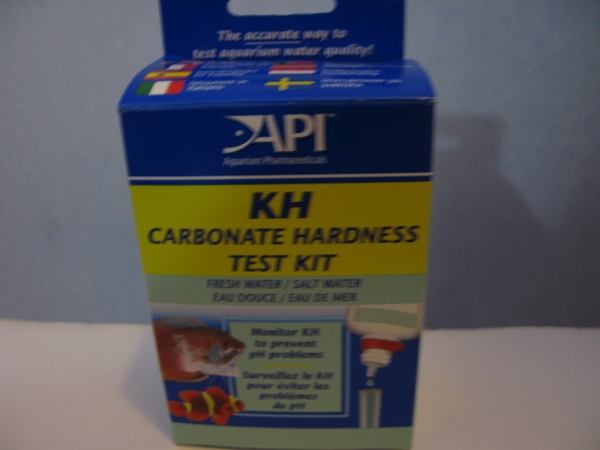 The accurate way to
test aquarium water quality!
API
Aquarium Pharmaceuticals
KH
CARBONATE HARDNESS
TEST KIT
FRESH WATER / SALT WATER
EAU DOUCE / EAU DE MER
Monitor KH
to prevent
pH problems
Surveillez le KH
pour éviter les
problèmes
de pH